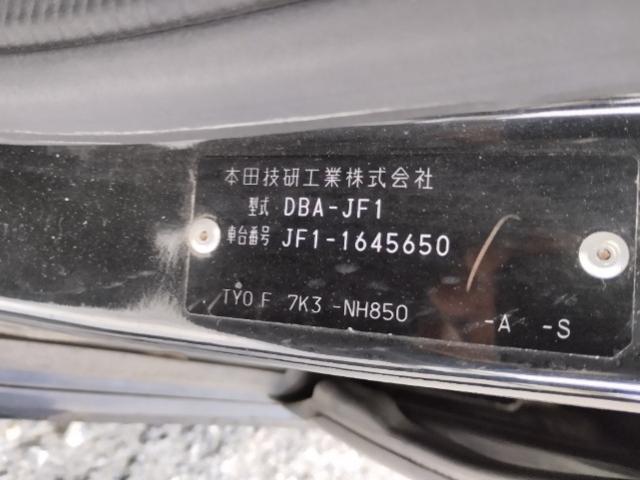 本田技研工業株式会社
型式 DBA-JF1
車台番号 JF1-1645650
TYO F 7K3 -NH850 -A -S